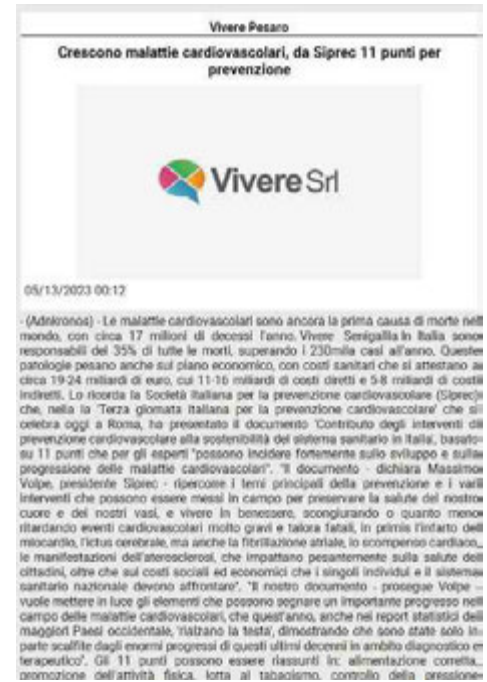 Vivere Pesaro
Crescono malattie cardiovascolari, da Siprec 11 punti per
prevenzione
Vivere Srl
05/13/2023 00:12
- (Adnkronos) - Le malattie cardiovascolari sono ancora la prima causa di morte nel
mondo, con circa 17 milioni di decessi l'anno. Vivere Senigallia In Italia sono
responsabili del 35% di tutte le morti, superando i 230mila casi all'anno. Queste
patologie pesano anche sul piano economico, con costi sanitari che si attestano a
circa 19-24 miliardi di euro, cui 11-16 miliardi di costi diretti e 5-8 miliardi di costi
indiretti. Lo ricorda la Società Italiana per la prevenzione cardiovascolare (Siprec)
che, nella 'Terza giornata italiana per la prevenzione cardiovascolare' che si
celebra oggi a Roma, ha presentato il documento 'Contributo degli interventi di
prevenzione cardiovascolare alla sostenibilità del sistema sanitario in Italia', basato
su 11 punti che per gli esperti "possono incidere fortemente sullo sviluppo e sulla
progressione delle malattie cardiovascolari". "Il documento - dichiara Massimo
Volpe, presidente Siprec - ripercorre i temi principali della prevenzione e i vari
interventi che possono essere messi in campo per preservare la salute del nostro
cuore e dei nostri vasi, e vivere in benessere, scongiurando o quanto meno
ritardando eventi cardiovascolari molto gravi e talora fatali, in primis l'infarto del
miocardio, l'ictus cerebrale, ma anche la fibrillazione atriale, lo scompenso cardiaco,
le manifestazioni dell'aterosclerosi, che impattano pesantemente sulla salute dei
cittadini, oltre che sui costi sociali ed economici che i singoli individui e il sistema
sanitario nazionale devono affrontare". "Il nostro documento - prosegue Volpe -
vuole mettere in luce gli elementi che possono segnare un importante progresso nel
campo delle malattie cardiovascolari, che quest'anno, anche nei report statistici dei
maggiori Paesi occidentale, 'rialzano la testa', dimostrando che sono state solo in
parte scalfite dagli enormi progressi di questi ultimi decenni in ambito diagnostico e
terapeutico". Gli 11 punti possono essere riassunti in: alimentazione corretta,
promozione dell'attività fisica, lotta al tabagismo, controllo della pressione